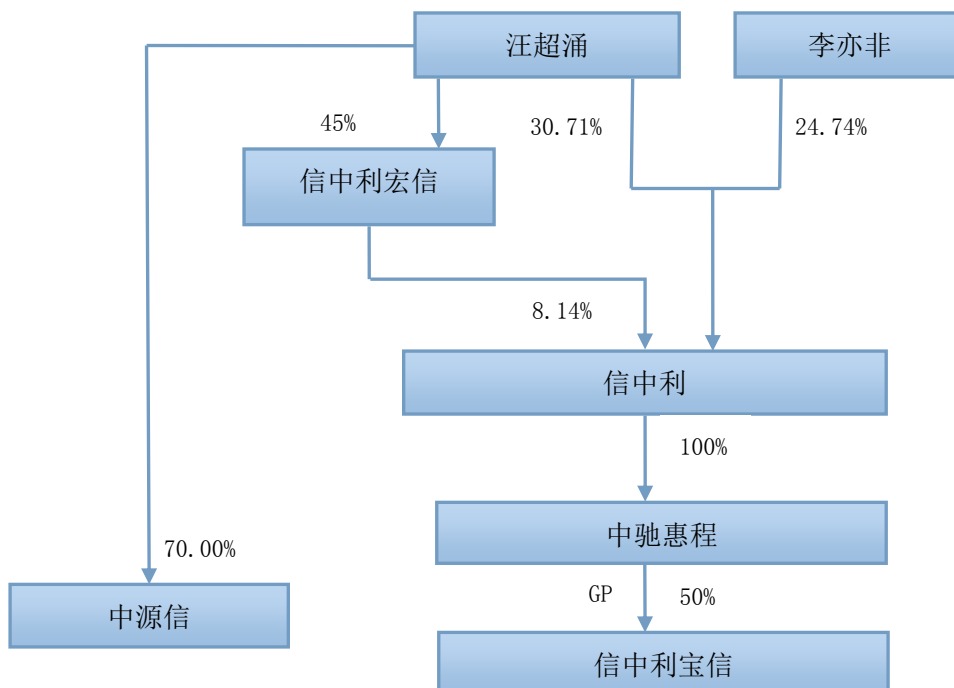 汪超涌
李亦非
45%
30.71%
24.74%
信中利宏信
8.14%
信中利
100%
中驰惠程
70.00%
GP
50%
中源信
信中利宝信